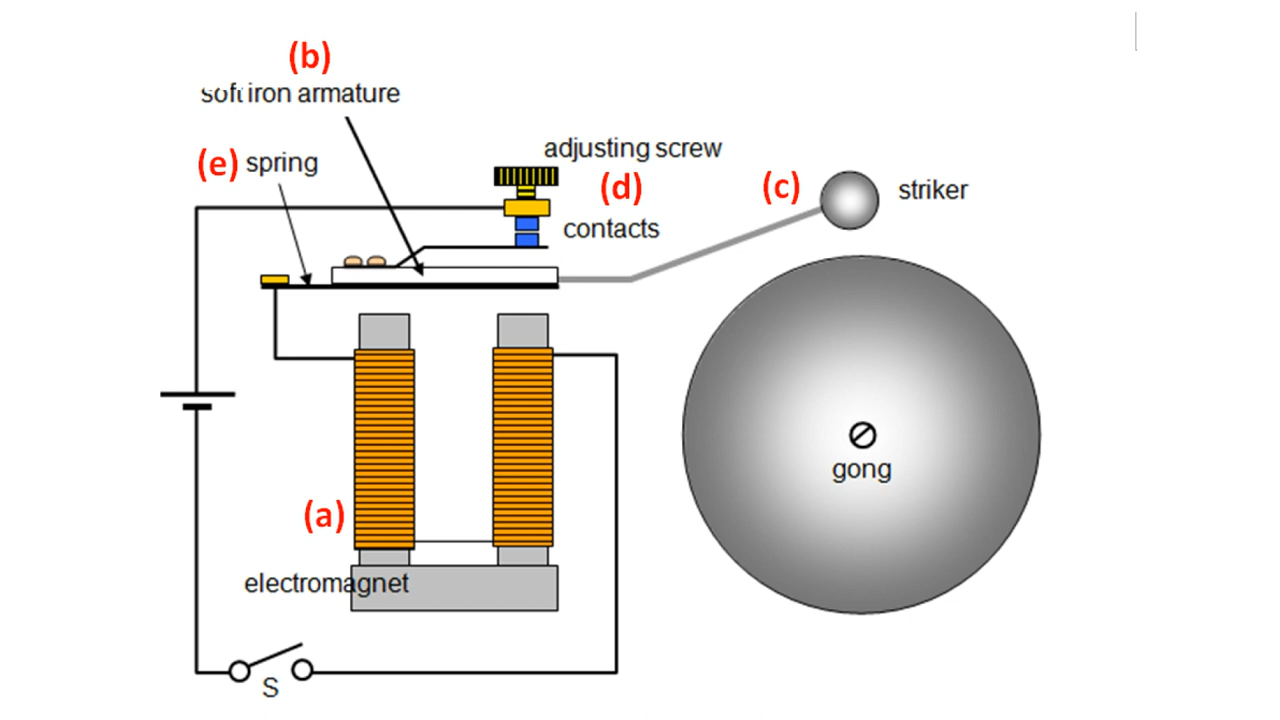 (b)
soft iron armature
(e) spring
adjusting screw
(d)
contacts
(c)
striker
gong
(a)
electromagnet
S